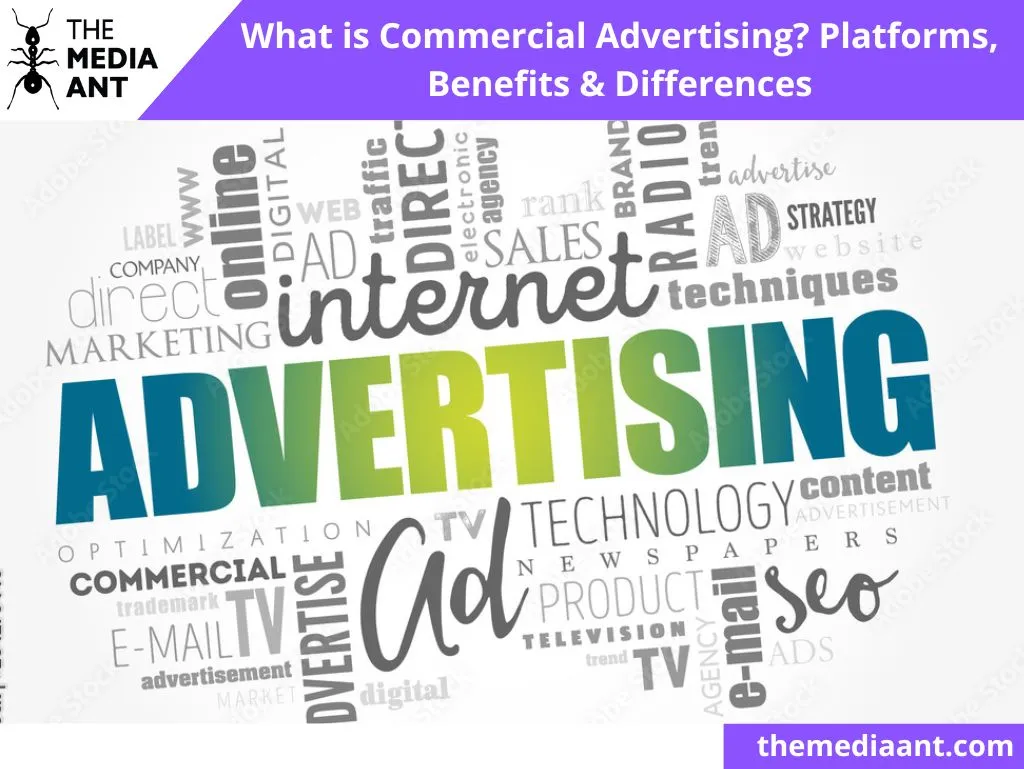 THE
MEDIA
ANT
What is Commercial Advertising? Platforms,
Benefits & Differences
LABEL
WWW
online
DIGITAL
WEB
AD
traffic
DIRECT
electronic
agency
rank
SALES
BRAND
RADIO
advertise
AD
STRATEGY
website
COMPANY
direct
MARKETING
internet
techniques
ADVERTISING
OPTIMIZATION
TV
TECHNOLOGY
content
ADVERTISEMENT
NEWSPAPERS
COMMERCIAL
trademark
TV
E-MAIL
advertisement
MARKET
digital
Ad
PRODUCT
TELEVISION
trend
TV
AGENCY
e-mail
seo
ADS
themediaant.com